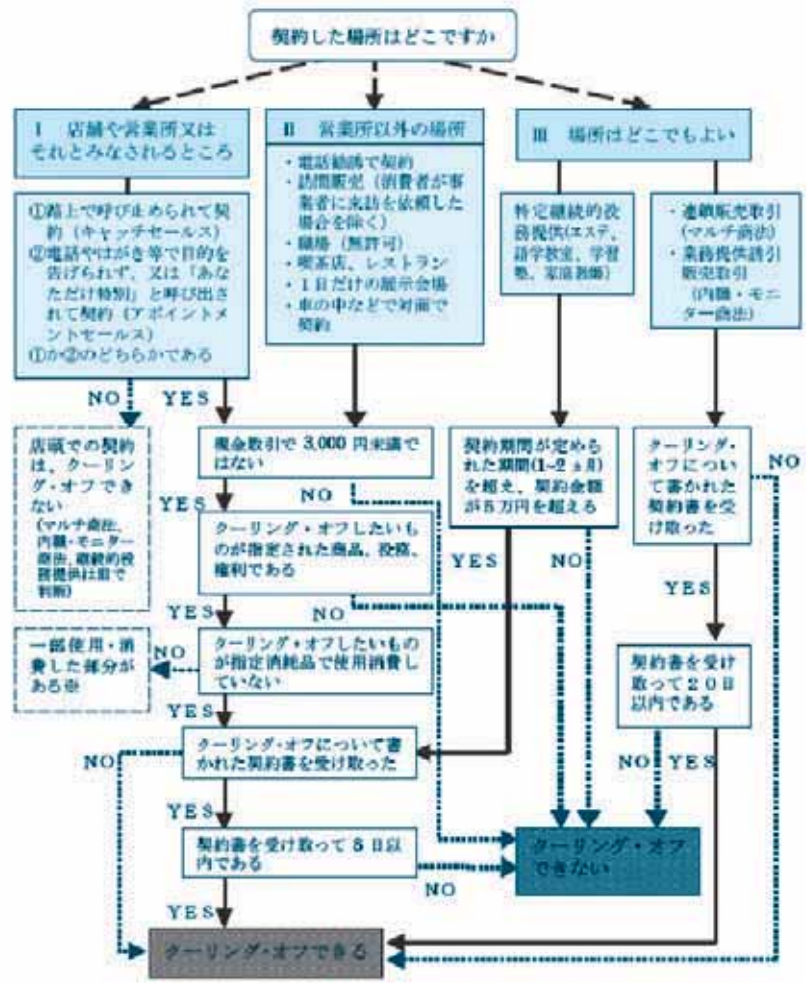 契約した場所はどこですか
Ⅰ 店舗や営業所又は
それとみなされるところ
①路上で呼び止められて契
約（キャッチセールス）
②電話やはがき等で目的を
告げられず、又は「あな
ただけ特別」と呼び出さ
れて契約（アポイントメ
ントセールス）
①か②のどちらかである
Ⅱ 営業所以外の場所
・電話勧誘で契約
・訪問販売（消費者が事
業者に来訪を依頼した
場合を除く）
・職場（無許可）
・喫茶店、レストラン
・1日だけの展示会場
・車の中などで対面で
契約
Ⅲ 場所はどこでもよい
特定継続的役
務提供（エステ、
語学教室、学習
塾、家庭教師）
・連鎖販売取引
（マルチ商法）
・業務提供誘引
販売取引
（内職・モニ
ター商法）
NO
YES
店頭での契約
は、クーリン
グ・オフでき
ない
（マルチ商法、
内職・モニター
商法、継続的役
務提供はⅢで
判断）
現金取引で 3,000 円未満で
はない
YES
NO
クーリング・オフしたいも
のが指定された商品、役務、
権利である
YES
NO
クーリング・オフしたいもの
が指定消耗品で使用消費し
ていない
NO
一部使用・消
費した部分が
ある※
YES
クーリング・オフについて書
かれた契約書を受け取った
NO
YES
契約書を受け取って 8 日以
内である
NO
YES
クーリング・オフできる
契約期間が定めら
れた期間(1~2ヵ月)
を超え、契約金額
が5万円を超える
YES
NO
クーリング・
オフについ
て書かれた
契約書を受
け取った
NO
YES
契約書を受け
取って20日
以内である
NO
YES
クーリング・オフ
できない